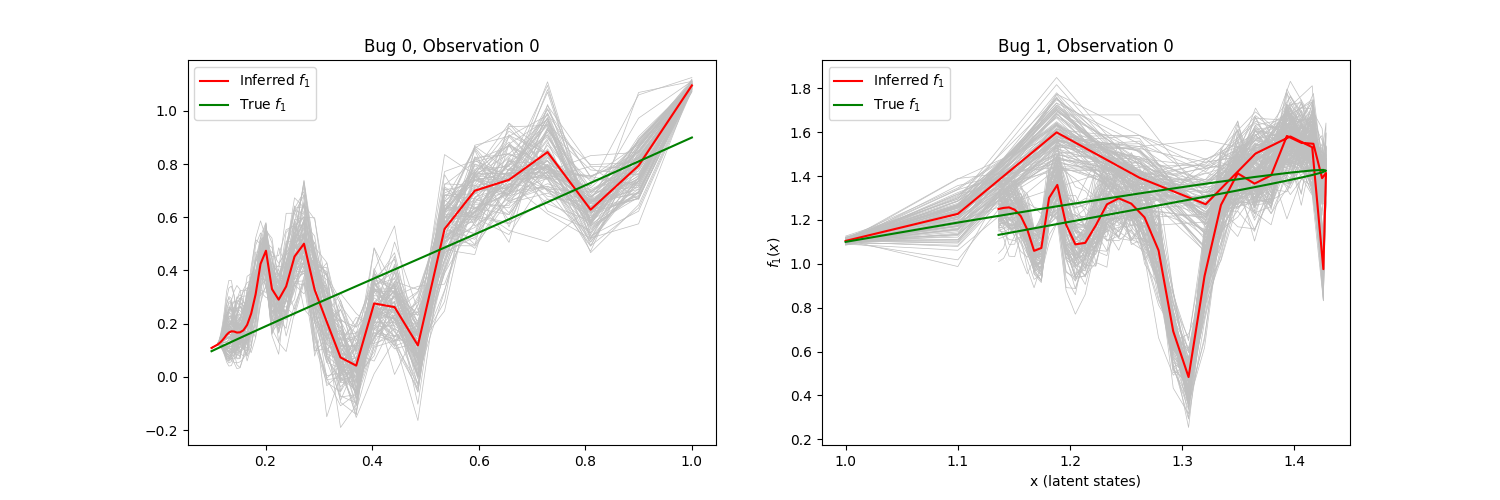 Bug 0, Observation 0
Inferred f₁
True f₁
1.0
0.8
0.6
0.4
0.2
0.0
−0.2
0.2 0.4 0.6 0.8 1.0
Bug 1, Observation 0
Inferred f₁
True f₁
f₁(x)
1.8
1.6
1.4
1.2
1.0
0.8
0.6
0.4
0.2
1.0 1.1 1.2 1.3 1.4
x (latent states)